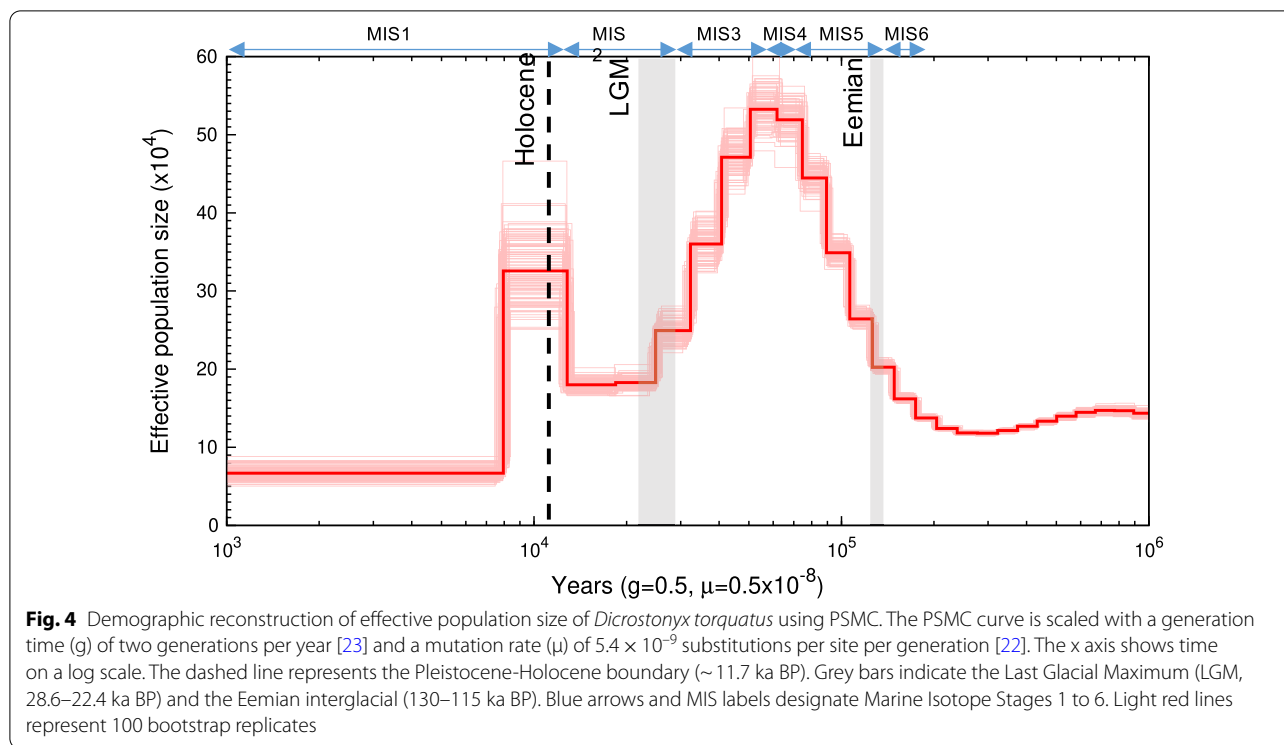 MIS1 MIS 2 MIS3 MIS4 MIS5 MIS6
60
50
40
30
20
10
0
Effective population size (x10⁴)
Holocene
LGM
Eemian
10³ 10⁴ 10⁵ 10⁶
Years (g=0.5, μ=0.5x10⁻⁸)
Fig. 4 Demographic reconstruction of effective population size of Dicrostonyx torquatus using PSMC. The PSMC curve is scaled with a generation
time (g) of two generations per year [23] and a mutation rate (μ) of 5.4 × 10⁻⁹ substitutions per site per generation [22]. The x axis shows time
on a log scale. The dashed line represents the Pleistocene-Holocene boundary (~ 11.7 ka BP). Grey bars indicate the Last Glacial Maximum (LGM,
28.6–22.4 ka BP) and the Eemian interglacial (130–115 ka BP). Blue arrows and MIS labels designate Marine Isotope Stages 1 to 6. Light red lines
represent 100 bootstrap replicates